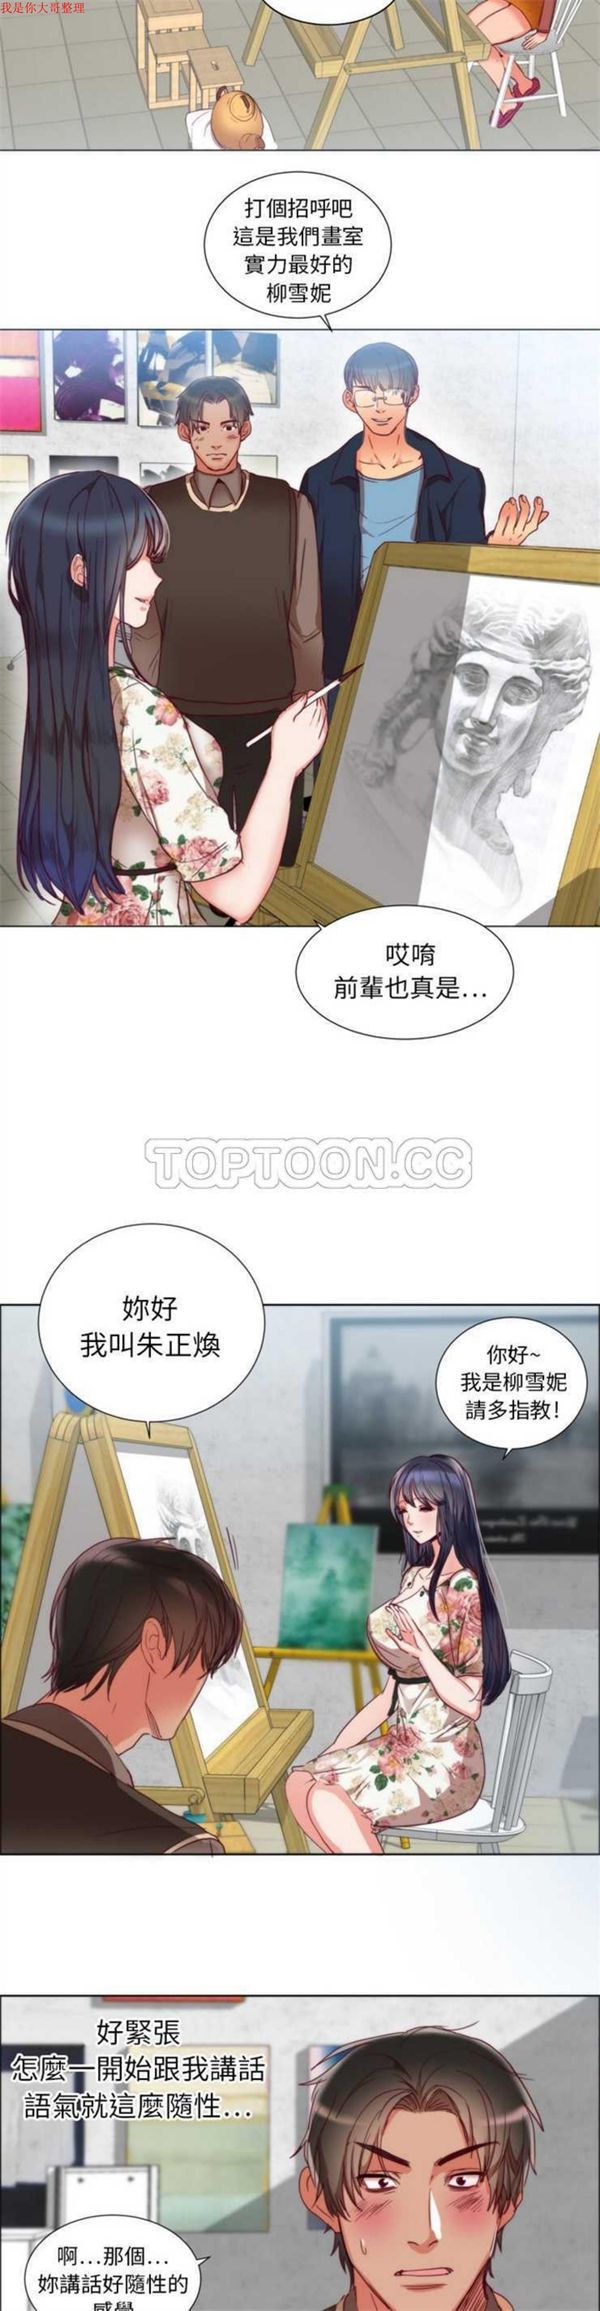 我是你大哥整理
打個招呼吧
這是我們畫室
實力最好的
柳雪妮
哎唷
前輩也真是...
TOPTOON.CC
妳好
我叫朱正煥
你好~
我是柳雪妮
請多指教!
好緊張
怎麼一開始跟我講話
語氣就這麼隨性...
啊...那個...
妳講話好隨性的
感覺